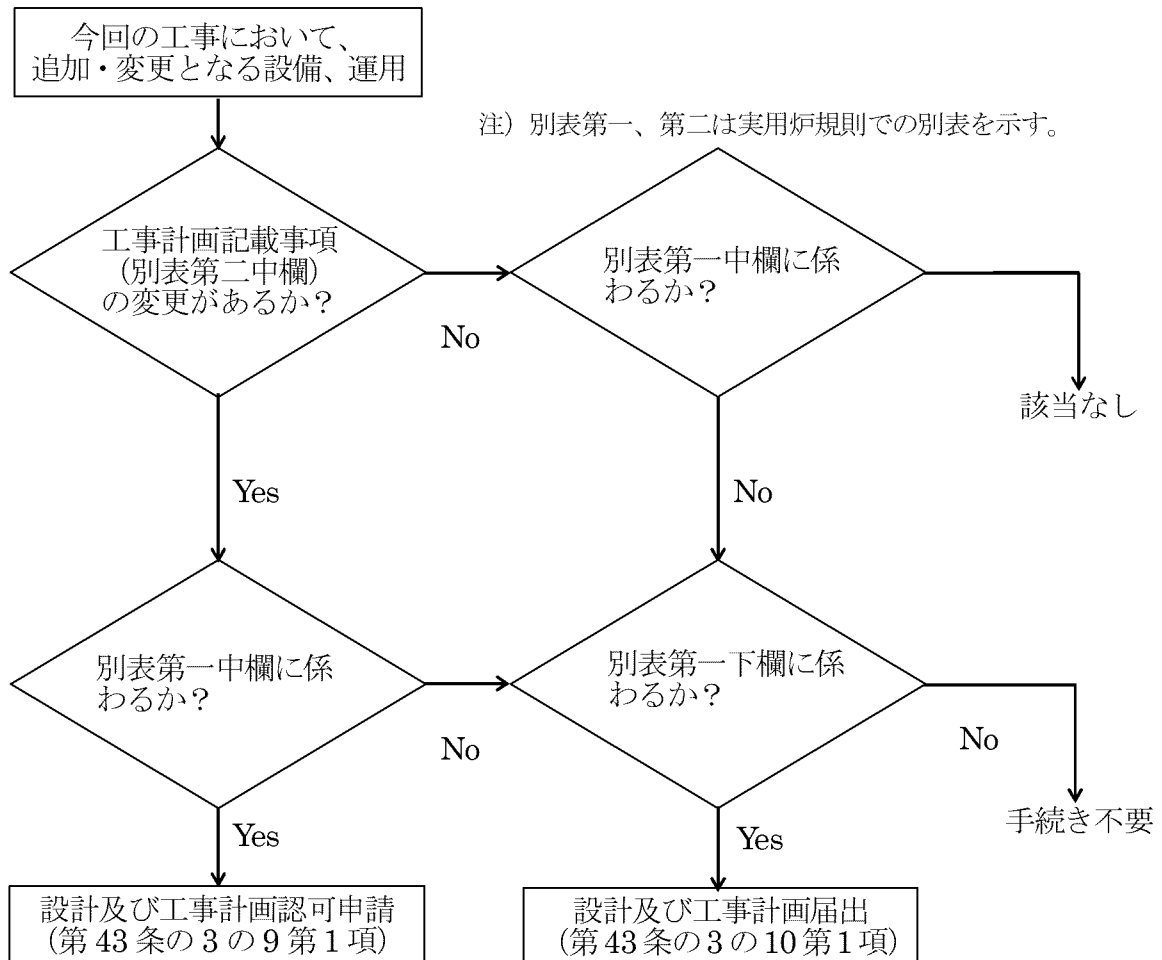 今回の工事において、
追加・変更となる設備、運用
注）別表第一、第二は実用炉規則での別表を示す。
工事計画記載事項
（別表第二中欄）
の変更があるか？
別表第一中欄に係
わるか？
No
該当なし
Yes
No
別表第一中欄に係
わるか？
別表第一下欄に係
わるか？
No
No
手続き不要
Yes
Yes
設計及び工事計画認可申請
（第 43 条の 3 の 9 第 1 項）
設計及び工事計画届出
（第 43 条の 3 の 10 第 1 項）